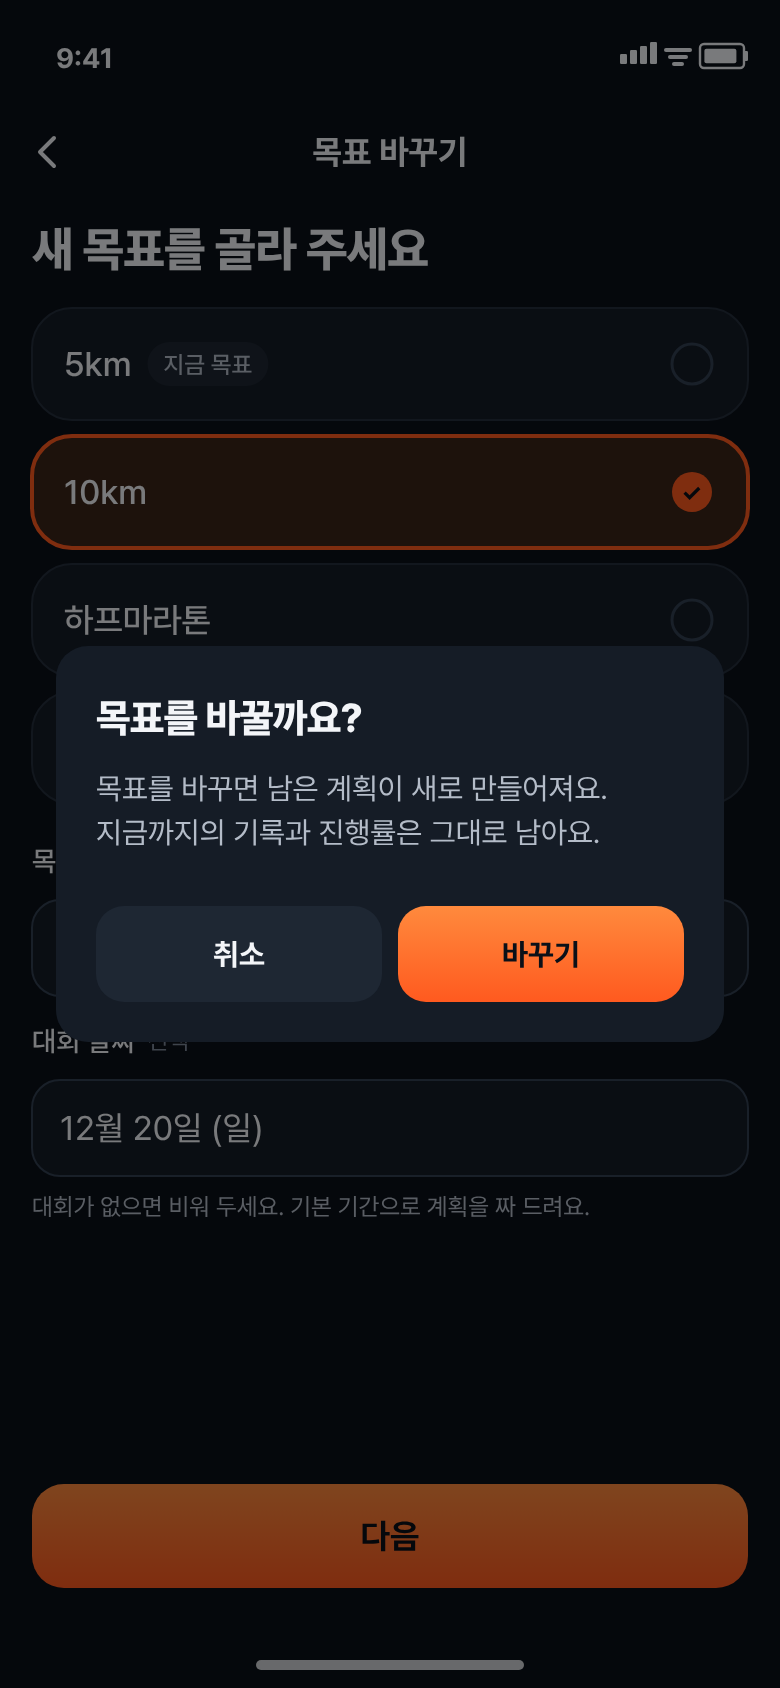 9:41
목표 바꾸기
새 목표를 골라 주세요
5km 지금 목표
10km
하프마라톤
목표를 바꿀까요?
목표를 바꾸면 남은 계획이 새로 만들어져요.
지금까지의 기록과 진행률은 그대로 남아요.
취소 바꾸기
대회 날짜
12월 20일 (일)
대회가 없으면 비워 두세요. 기본 기간으로 계획을 짜 드려요.
다음